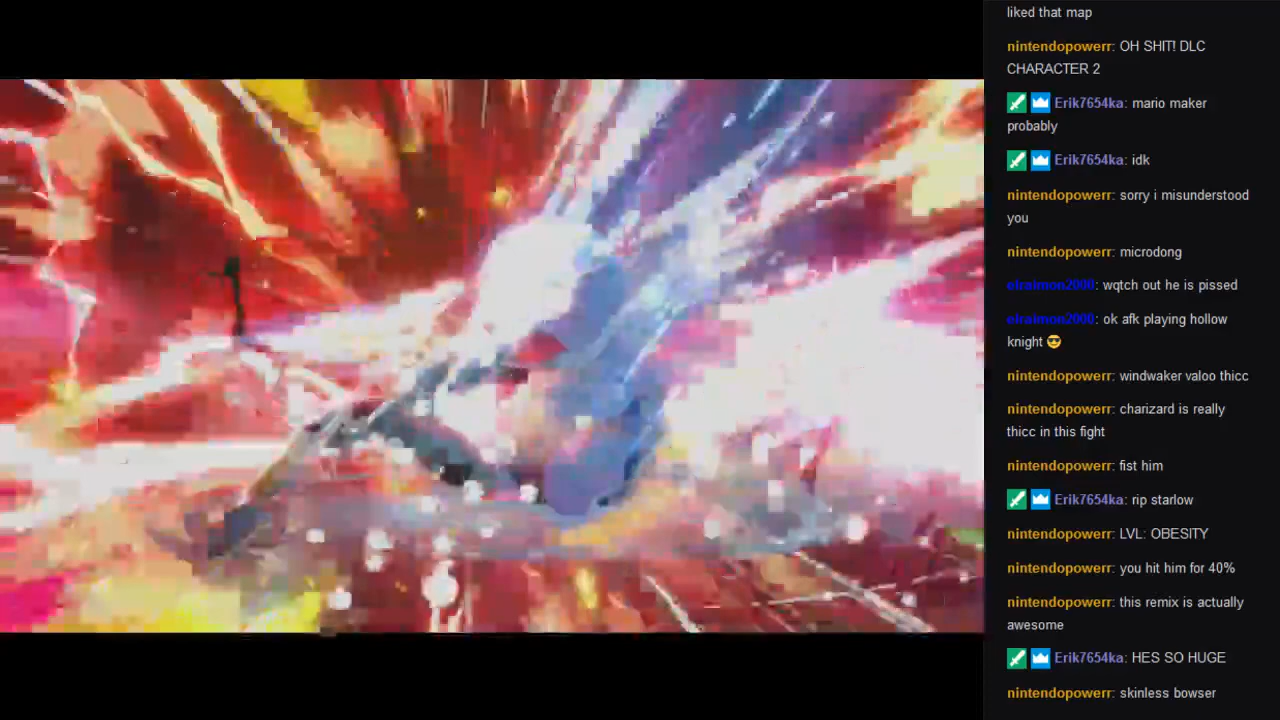 liked that map
nintendopowerr: OH SHIT! DLC
CHARACTER 2
Erik7654ka: mario maker
probably
Erik7654ka: idk
nintendopowerr: sorry i misunderstood
you
nintendopowerr: microdong
elraimon2000: wqtch out he is pissed
elraimon2000: ok afk playing hollow
knight 😎
nintendopowerr: windwaker valoo thicc
nintendopowerr: charizard is really
thicc in this fight
nintendopowerr: fist him
Erik7654ka: rip starlow
nintendopowerr: LVL: OBESITY
nintendopowerr: you hit him for 40%
nintendopowerr: this remix is actually
awesome
Erik7654ka: HES SO HUGE
nintendopowerr: skinless bowser